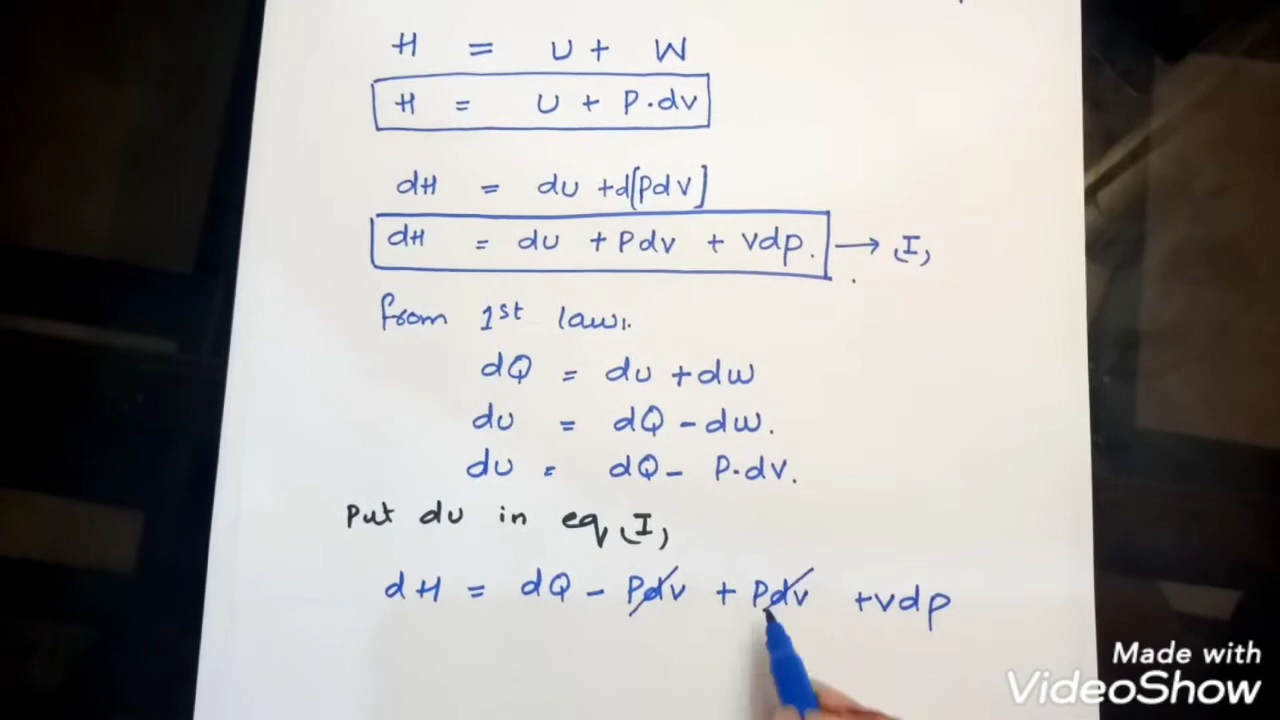 H = U + W
H = U + P.dv
dH = du + d[Pdv]
dH = du + Pdv + vdp. → (I)
from 1st law:
dQ = du + dw
du = dQ - dw.
du = dQ - P.dv.
Put du in eq (I)
dH = dQ - Pdv + Pdv + vdp
Made with
VideoShow